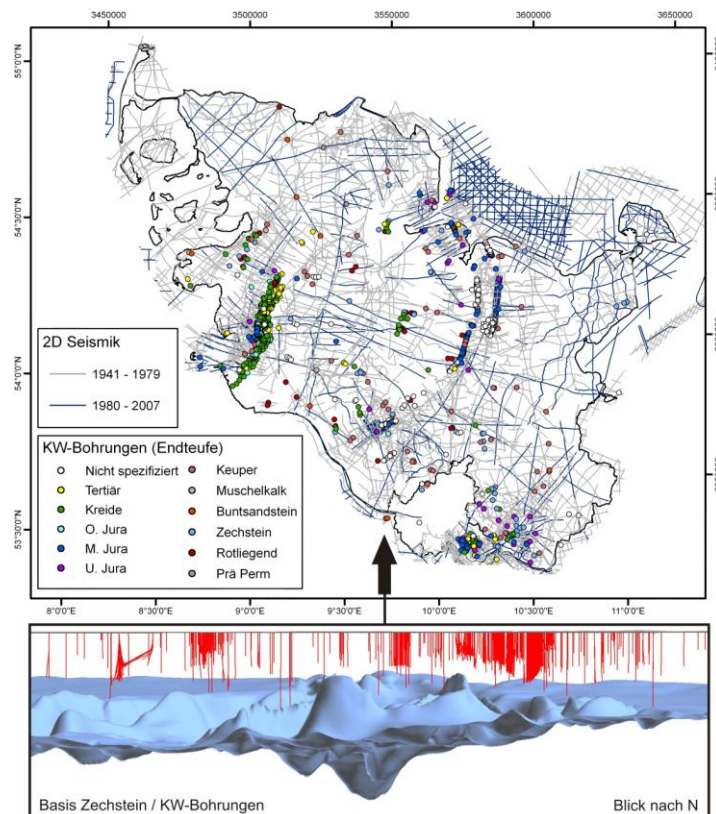 3450000 3500000 3550000 3600000 3650000
55°0'0"N
54°30'0"N
54°0'0"N
53°30'0"N
2D Seismik
1941 - 1979
1980 - 2007
KW-Bohrungen (Endteufe)
Nicht spezifiziert
Tertiär
Kreide
O. Jura
M. Jura
U. Jura
Keuper
Muschelkalk
Buntsandstein
Zechstein
Rotliegend
Prä Perm
8°0'0"E 8°30'0"E 9°0'0"E 9°30'0"E 10°0'0"E 10°30'0"E 11°0'0"E
Basis Zechstein / KW-Bohrungen Blick nach N